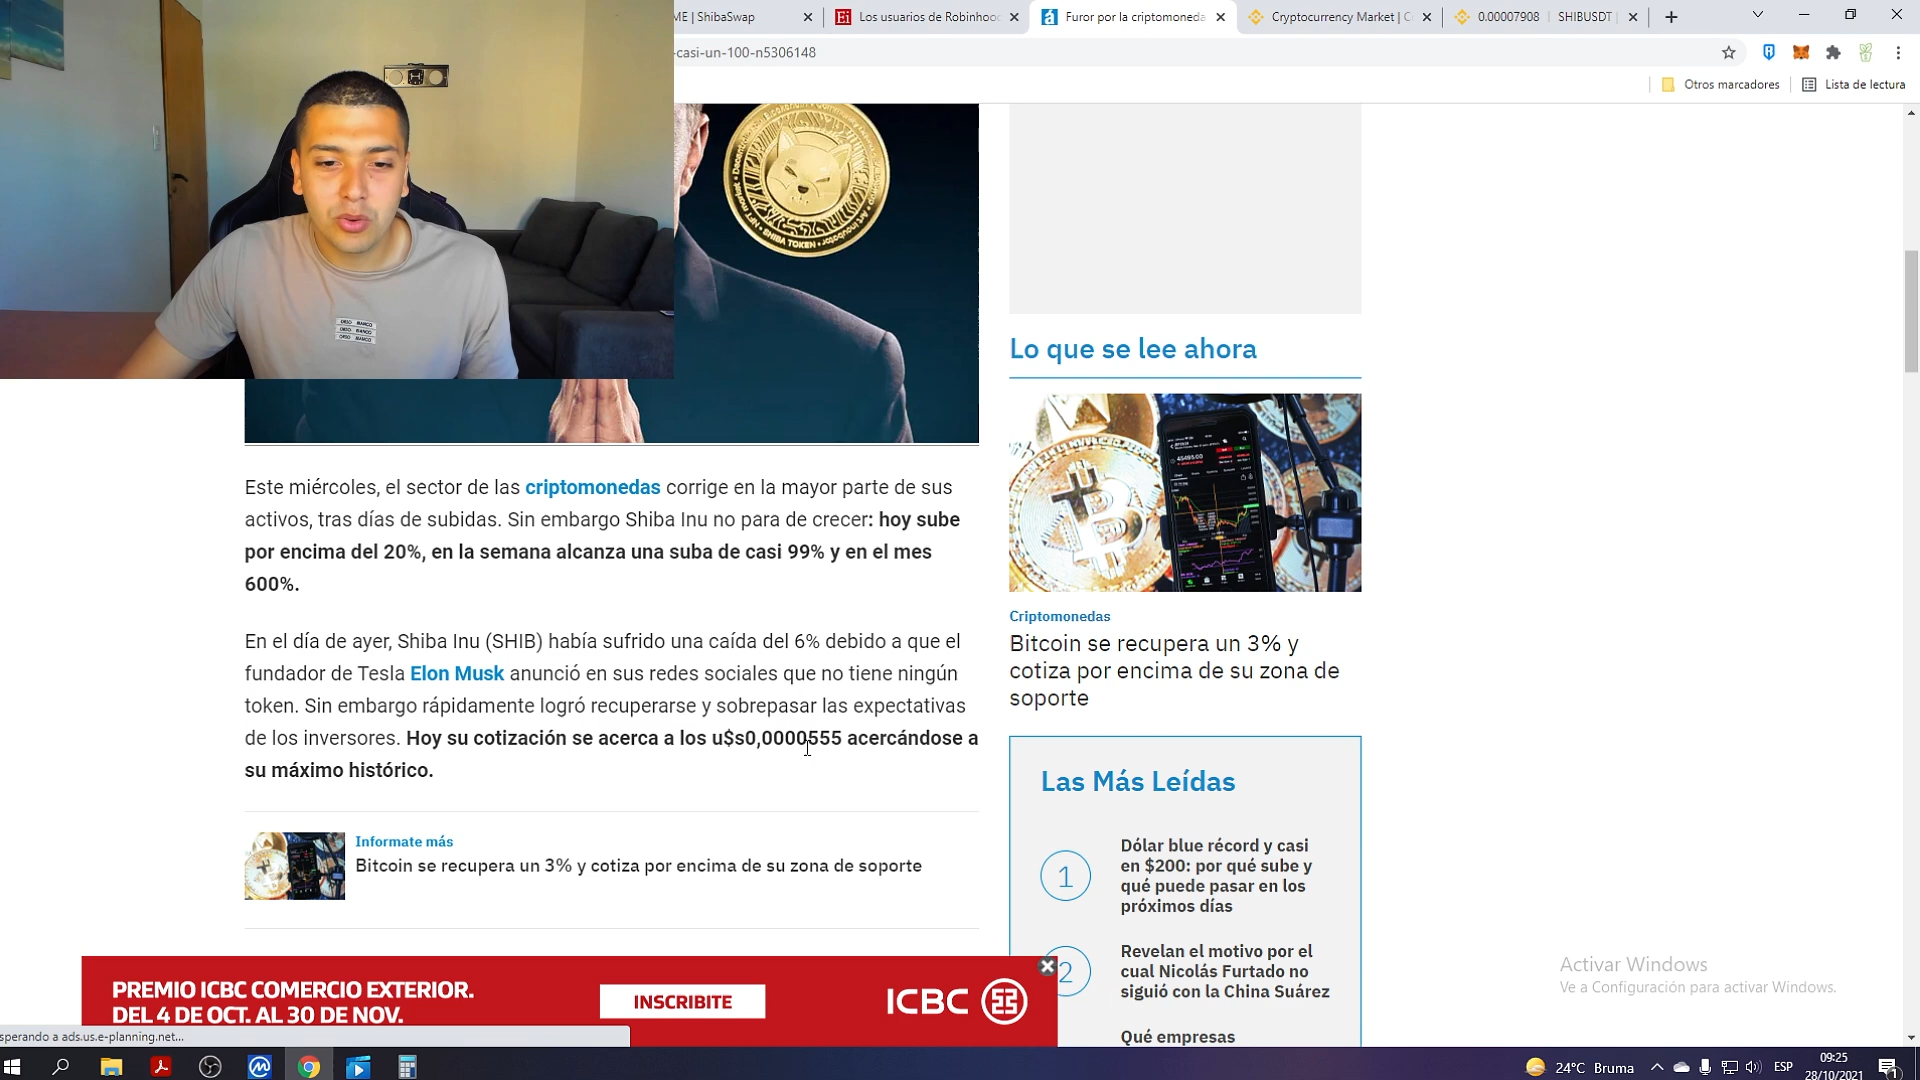 ME | ShibaSwap
Los usuarios de Robinhood
Furor por la criptomoneda
Cryptocurrency Market | C
0.00007908 | SHIBUSDT |
-casi-un-100-n5306148
Otros marcadores
Lista de lectura
SHIBA TOKEN
ORSO BIANCO
ORSO BIANCO
ORSO BIANCO
Este miércoles, el sector de las criptomonedas corrige en la mayor parte de sus
activos, tras días de subidas. Sin embargo Shiba Inu no para de crecer: hoy sube
por encima del 20%, en la semana alcanza una suba de casi 99% y en el mes
600%.
En el día de ayer, Shiba Inu (SHIB) había sufrido una caída del 6% debido a que el
fundador de Tesla Elon Musk anunció en sus redes sociales que no tiene ningún
token. Sin embargo rápidamente logró recuperarse y sobrepasar las expectativas
de los inversores. Hoy su cotización se acerca a los u$s0,0000555 acercándose a
su máximo histórico.
Informate más
Bitcoin se recupera un 3% y cotiza por encima de su zona de soporte
Lo que se lee ahora
Criptomonedas
Bitcoin se recupera un 3% y
cotiza por encima de su zona de
soporte
Las Más Leídas
1
Dólar blue récord y casi
en $200: por qué sube y
qué puede pasar en los
próximos días
2
Revelan el motivo por el
cual Nicolás Furtado no
siguió con la China Suárez
Qué empresas
PREMIO ICBC COMERCIO EXTERIOR.
DEL 4 DE OCT. AL 30 DE NOV.
INSCRIBITE
ICBC
sperando a ads.us.e-planning.net...
Activar Windows
Ve a Configuración para activar Windows.
24°C Bruma
ESP
09:25
28/10/2021
1